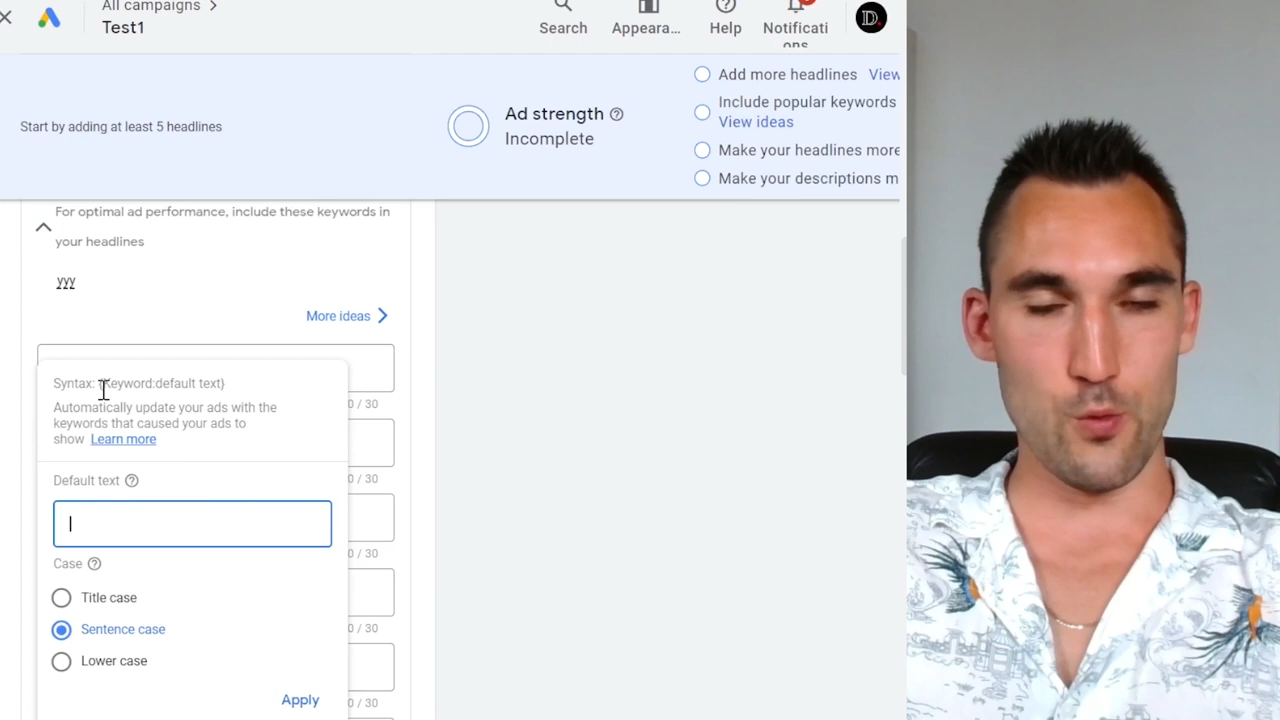 All campaigns
Test1
Search
Appeara...
Help
Notificati
ons
D.
Start by adding at least 5 headlines
Ad strength
Incomplete
Add more headlines View
Include popular keywords
View ideas
Make your headlines more
Make your descriptions m
For optimal ad performance, include these keywords in
your headlines
yyy
More ideas
Syntax: {Keyword:default text}
0 / 30
Automatically update your ads with the
keywords that caused your ads to
show Learn more
0 / 30
Default text
0 / 30
Case
Title case
Sentence case
0 / 30
Lower case
Apply
0 / 30